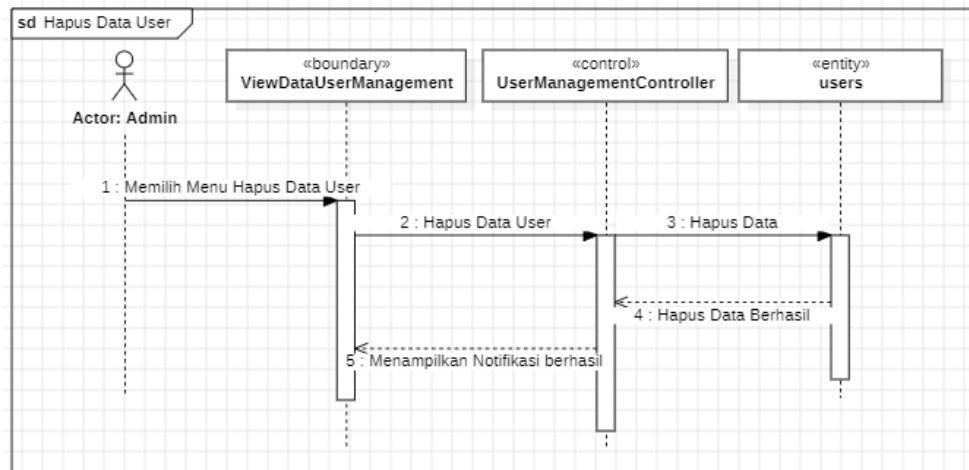 sd Hapus Data User
«boundary»
ViewDataUserManagement
«control»
UserManagementController
«entity»
users
Actor: Admin
1 : Memilih Menu Hapus Data User
2 : Hapus Data User
3 : Hapus Data
4 : Hapus Data Berhasil
5 : Menampilkan Notifikasi berhasil